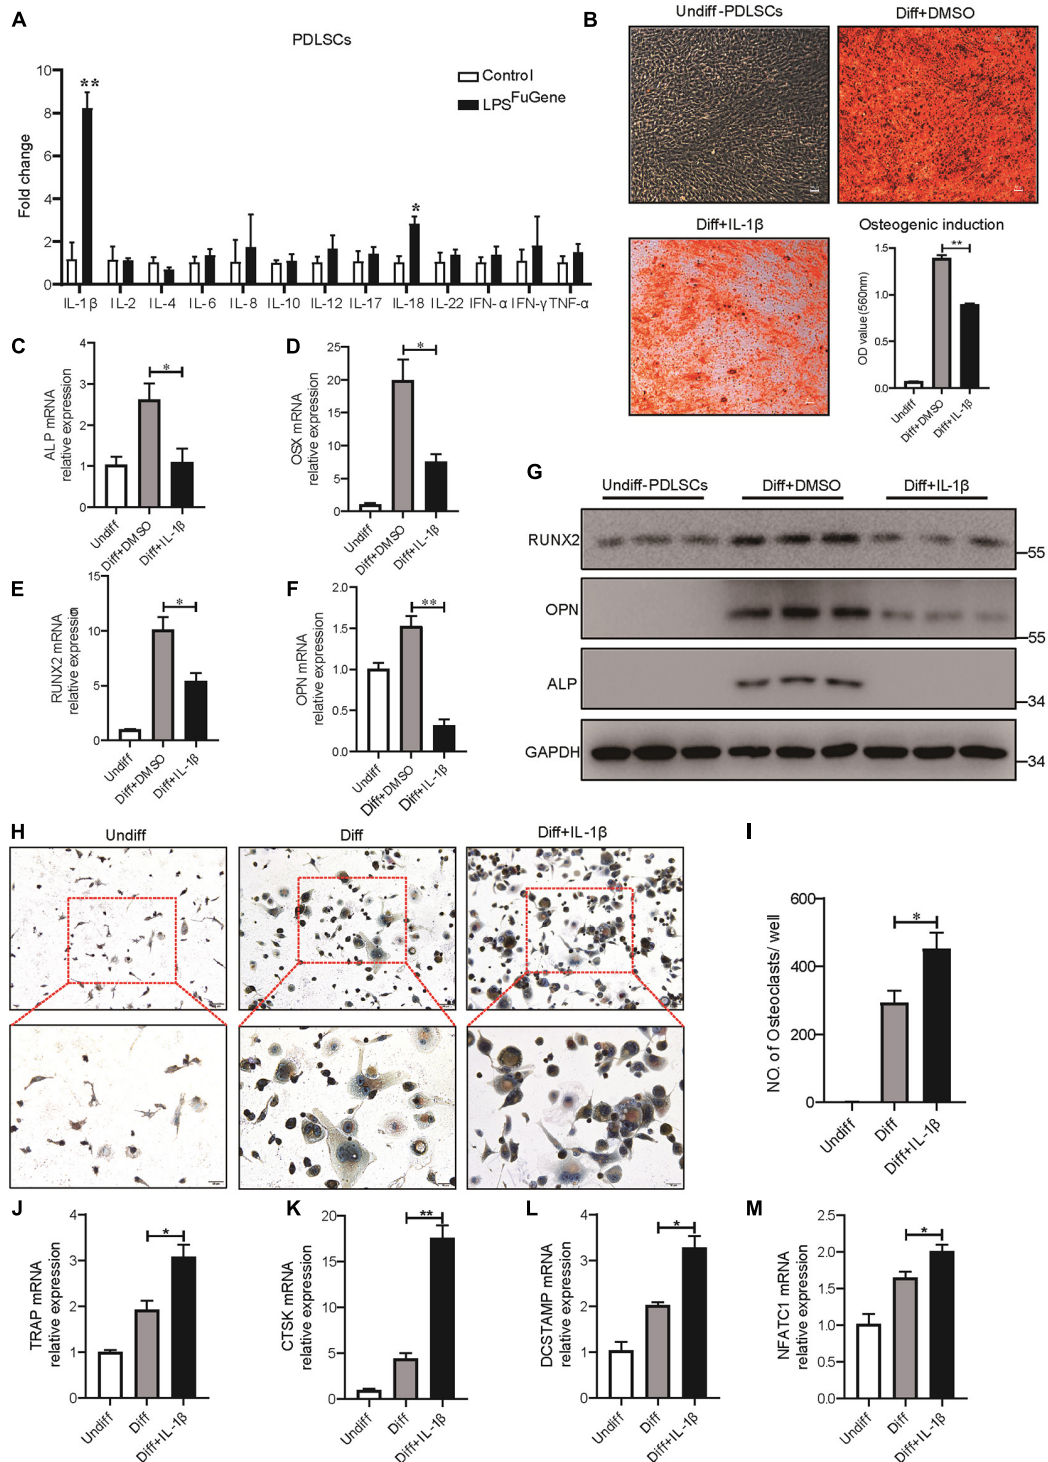 A
PDLSCs
Fold change
10
8
6
4
2
0
Control
LPS FuGene
**
*
IL-1β IL-2 IL-4 IL-6 IL-8 IL-10 IL-12 IL-17 IL-18 IL-22 IFN-α IFN-γ TNF-α
B
Undiff-PDLSCs
Diff+DMSO
Diff+IL-1β
Osteogenic induction
OD value (560nm)
1.5
1.0
0.5
0.0
**
Undiff
Diff+DMSO
Diff+IL-1β
C
ALP mRNA
relative expression
4
3
2
1
0
*
Undiff
Diff+DMSO
Diff+IL-1β
D
OSX mRNA
relative expression
25
20
15
10
5
0
*
Undiff
Diff+DMSO
Diff+IL-1β
E
RUNX2 mRNA
relative expression
15
10
5
0
*
Undiff
Diff+DMSO
Diff+IL-1β
F
OPN mRNA
relative expression
2.0
1.5
1.0
0.5
0.0
**
Undiff
Diff+DMSO
Diff+IL-1β
G
Undiff-PDLSCs
Diff+DMSO
Diff+IL-1β
RUNX2
55
OPN
55
ALP
34
GAPDH
34
H
Undiff
Diff
Diff+IL-1β
I
NO. of Osteoclasts/ well
600
400
200
0
*
Undiff
Diff
Diff+IL-1β
J
TRAP mRNA
relative expression
4
3
2
1
0
*
Undiff
Diff
Diff+IL-1β
K
CTSK mRNA
relative expression
20
15
10
5
0
**
Undiff
Diff
Diff+IL-1β
L
DCSTAMP mRNA
relative expression
4
3
2
1
0
*
Undiff
Diff
Diff+IL-1β
M
NFATC1 mRNA
relative expression
2.5
2.0
1.5
1.0
0.5
0.0
*
Undiff
Diff
Diff+IL-1β